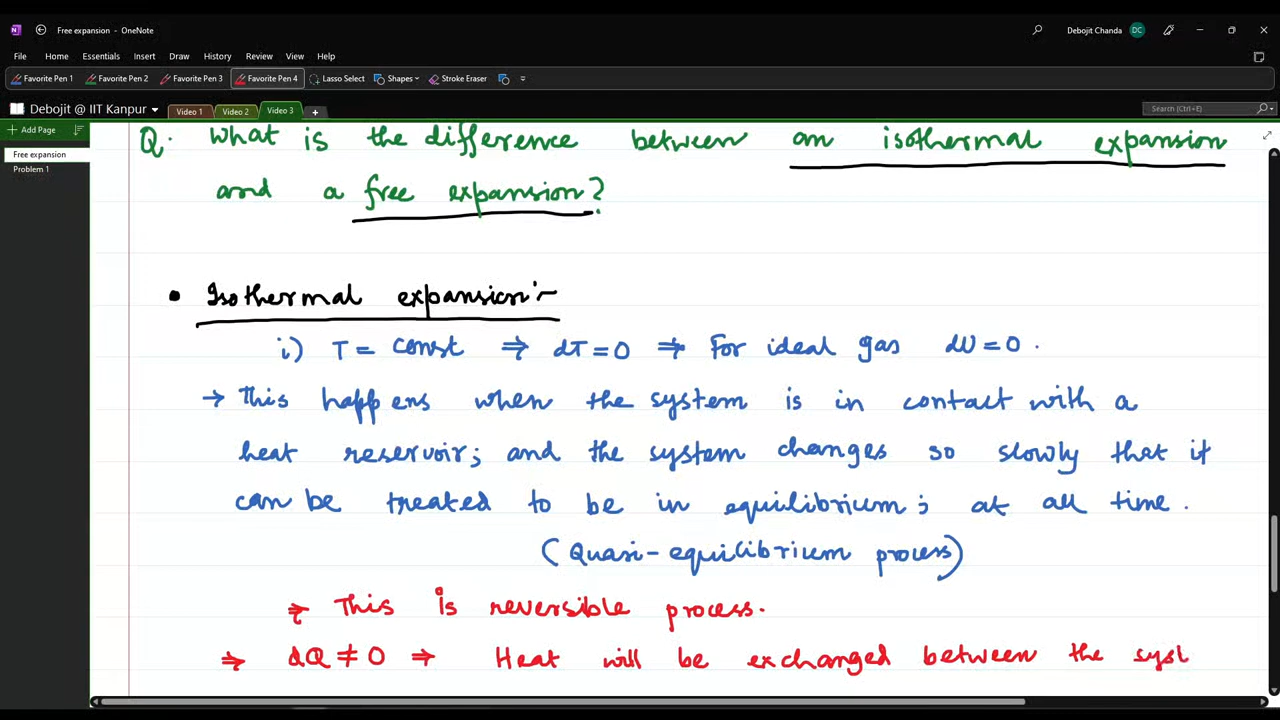 Free expansion - OneNote
Debojit Chanda DC
File Home Essentials Insert Draw History Review View Help
Favorite Pen 1 Favorite Pen 2 Favorite Pen 3 Favorite Pen 4 Lasso Select Shapes Stroke Eraser
Debojit @ IIT Kanpur Video 1 Video 2 Video 3 + Search (Ctrl+E)
+ Add Page
Free expansion
Problem 1
Q. What is the difference between an isothermal expansion
and a free expansion?
• Isothermal expansion:-
i) T = const ⇒ dT = 0 ⇒ For ideal gas dU = 0.
→ This happens when the system is in contact with a
heat reservoir; and the system changes so slowly that it
can be treated to be in equilibrium; at all time.
(Quasi-equilibrium process)
⇒ This is reversible process.
⇒ dQ ≠ 0 ⇒ Heat will be exchanged between the syst